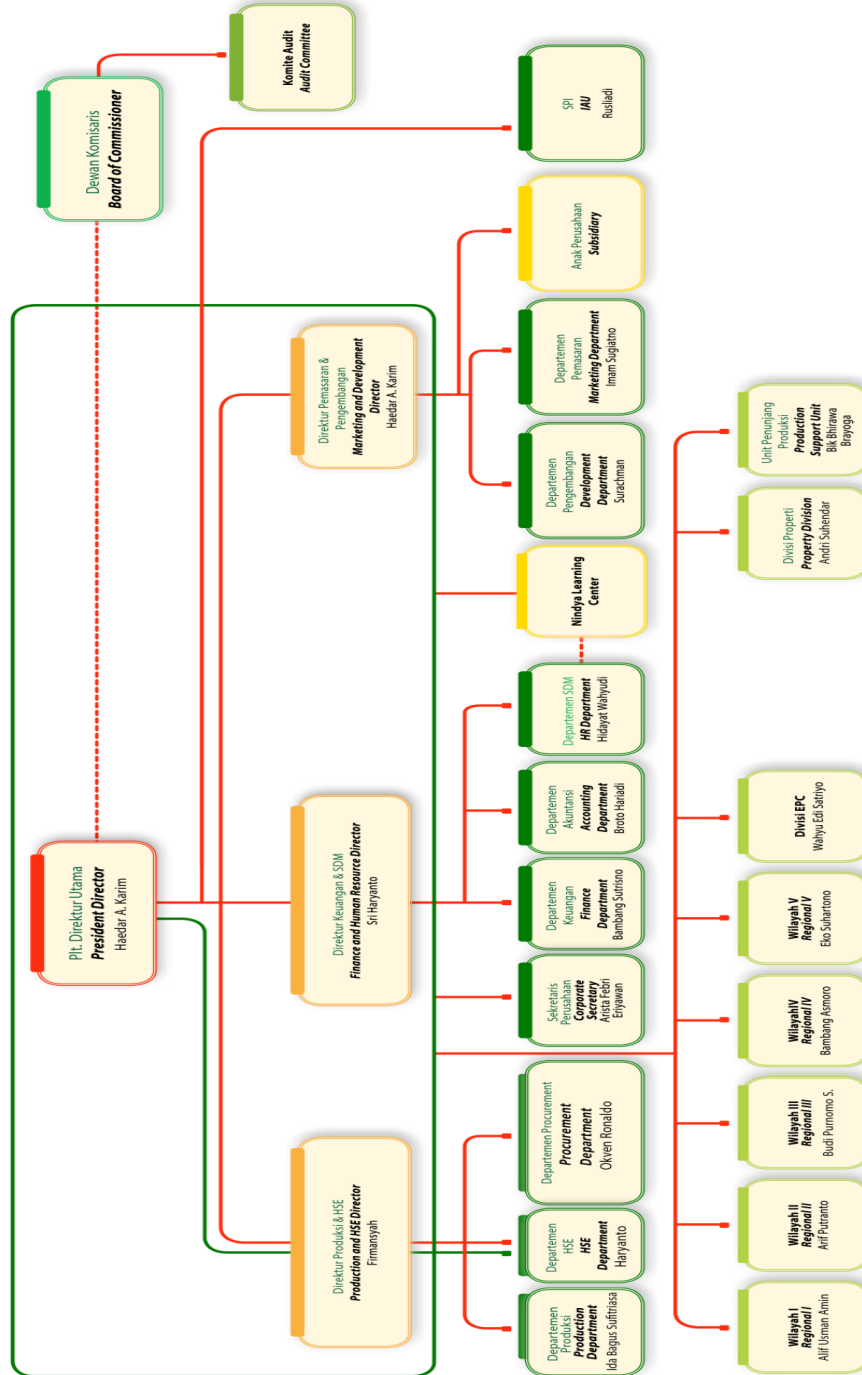 Dewan Komisaris
Board of Commissioner
Komite Audit
Audit Committee
Plt. Direktur Utama
President Director
Haedar A. Karim
Direktur Produksi & HSE
Production and HSE Director
Firmansyah
Direktur Keuangan & SDM
Finance and Human Resource Director
Sri Haryanto
Direktur Pemasaran &
Pengembangan
Marketing and Development
Director
Haedar A. Karim
Departemen
Produksi
Production
Department
Ida Bagus Sufitriasa
Departemen
HSE
HSE
Department
Haryanto
Departemen Procurement
Procurement
Department
Okven Ronaldo
Sekretaris
Perusahaan
Corporate
Secretary
Arista Febri
Eriyawan
Departemen
Keuangan
Finance
Department
Bambang Sutrisno
Departemen
Akuntansi
Accounting
Department
Broto Hariadi
Departemen SDM
HR Department
Hidayat Wahyudi
Nindya Learning
Center
Departemen
Pengembangan
Development
Department
Surachman
Departemen
Pemasaran
Marketing Department
Imam Sugiatno
Anak Perusahaan
Subsidiary
SPI
IAU
Rusliadi
Wilayah I
Regional I
Alif Usman Amin
Wilayah II
Regional II
Arif Putranto
Wilayah III
Regional III
Budi Purnomo S.
WilayahIV
Regional IV
Bambang Asmoro
Wilayah V
Regional V
Eko Suhartono
Divisi EPC
Wahyu Edi Satriyo
Divisi Properti
Property Division
Andri Suhendar
Unit Penunjang
Produksi
Production
Support Unit
Bik Bhirawa
Brayoga